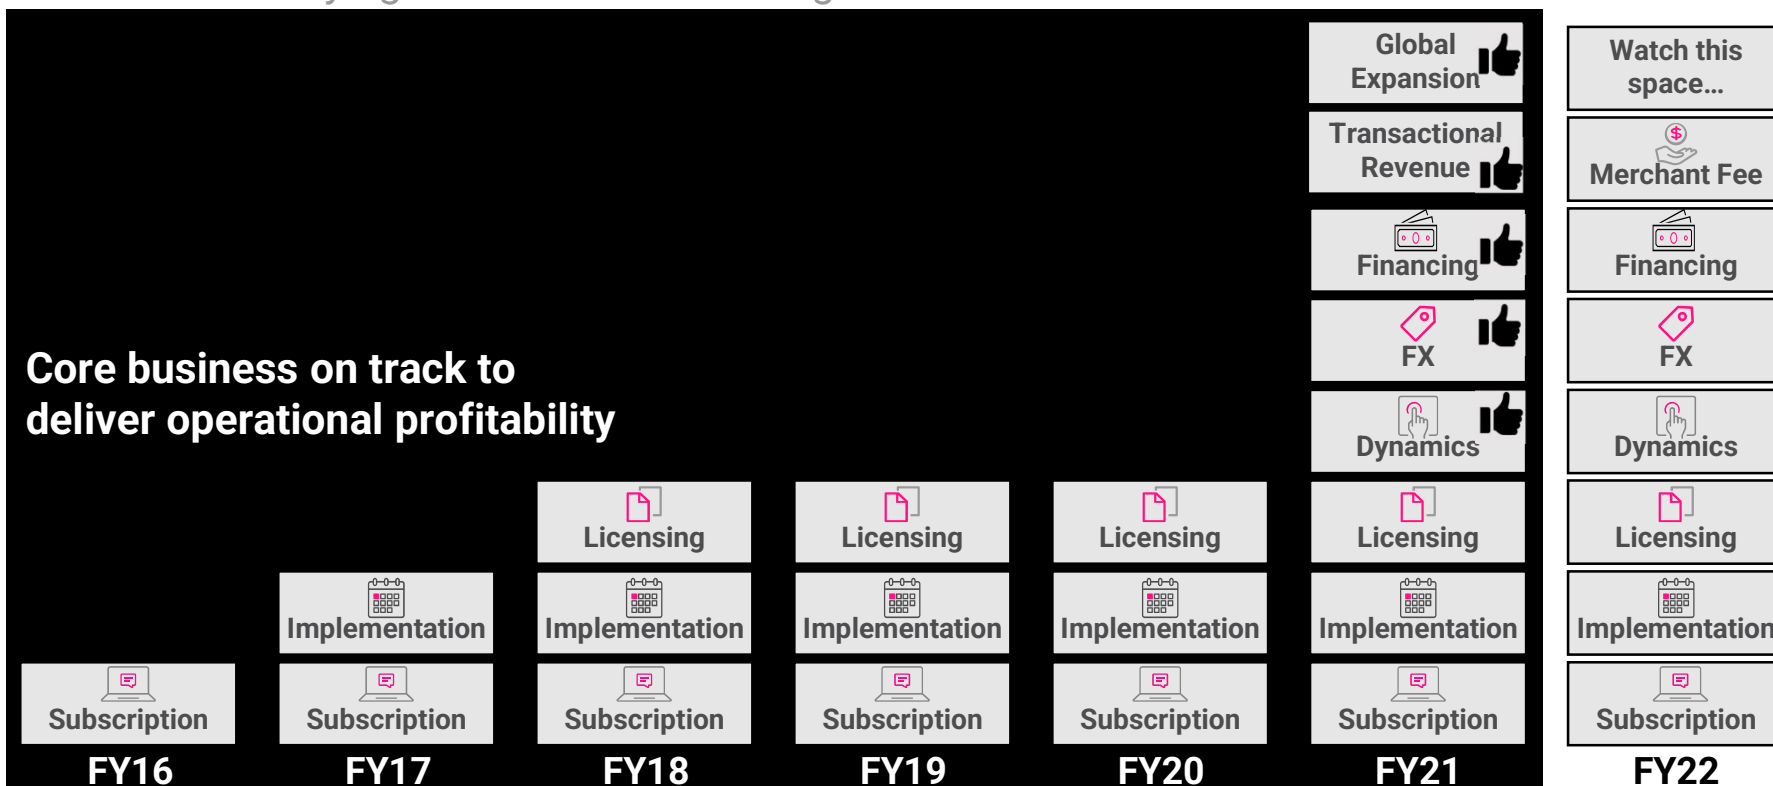 Global
Expansion
Watch this
space...
Transactional
Revenue
Merchant Fee
Financing
Financing
FX
FX
Core business on track to
deliver operational profitability
Dynamics
Dynamics
Licensing
Licensing
Licensing
Licensing
Licensing
Implementation
Implementation
Implementation
Implementation
Implementation
Implementation
Subscription
Subscription
Subscription
Subscription
Subscription
Subscription
Subscription
FY16
FY17
FY18
FY19
FY20
FY21
FY22